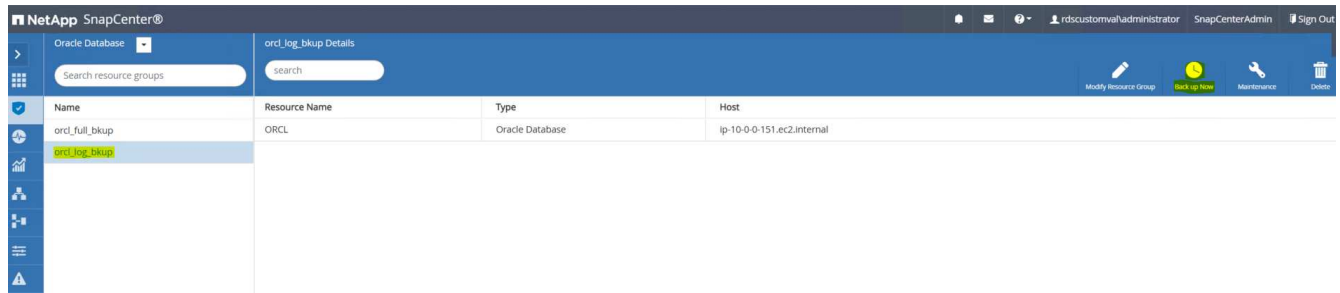 NetApp SnapCenter®
rdscustomval\administrator SnapCenterAdmin Sign Out
Oracle Database
orcl_log_bkup Details
Search resource groups
search
Modify Resource Group Back up Now Maintenance Delete
Name
Resource Name Type Host
orcl_full_bkup
ORCL Oracle Database ip-10-0-0-151.ec2.internal
orcl_log_bkup